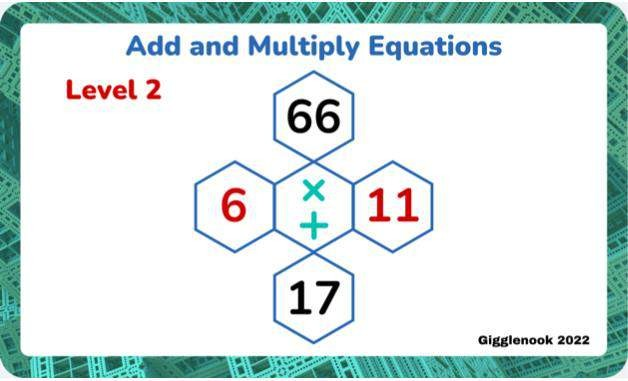 Add and Multiply Equations
Level 2
66
6 × 11
+
17
Gigglenook 2022